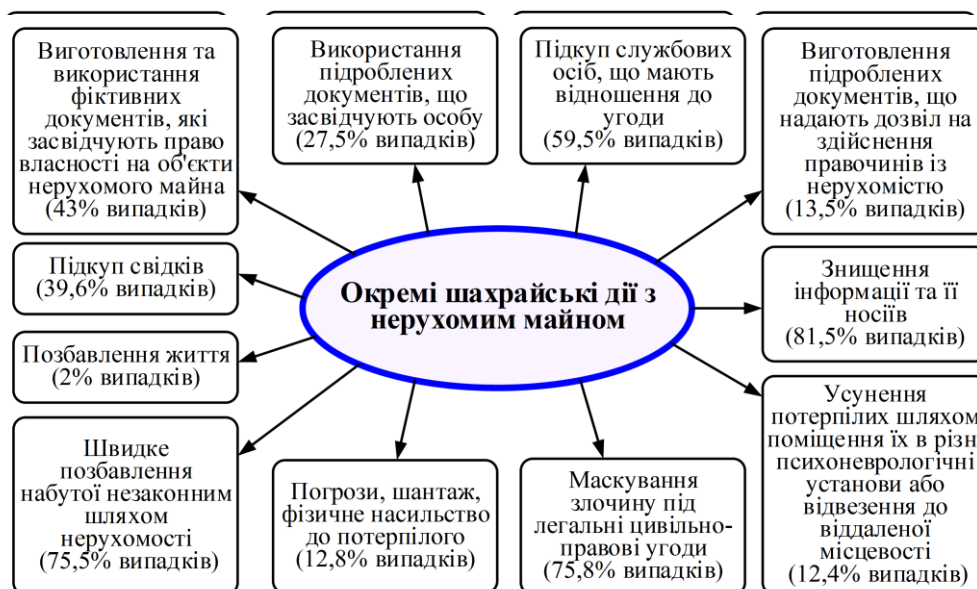 Виготовлення та
використання
фіктивних
документів, які
засвідчують право
власності на об'єкти
нерухомого майна
(43% випадків)
Використання
підроблених
документів, що
засвідчують особу
(27,5% випадків)
Підкуп службових
осіб, що мають
відношення до
угоди
(59,5% випадків)
Виготовлення
підроблених
документів, що
надають дозвіл на
здійснення
правочинів із
нерухомістю
(13,5% випадків)
Підкуп свідків
(39,6% випадків)
Окремі шахрайські дії з
нерухомим майном
Знищення
інформації та її
носіїв
(81,5% випадків)
Позбавлення життя
(2% випадків)
Швидке
позбавлення
набутої незаконним
шляхом
нерухомості
(75,5% випадків)
Погрози, шантаж,
фізичне насильство
до потерпілого
(12,8% випадків)
Маскування
злочину під
легальні цивільно-
правові угоди
(75,8% випадків)
Усунення
потерпілих шляхом
поміщення їх в різні
психоневрологічні
установи або
відвезення до
віддаленої
місцевості
(12,4% випадків)